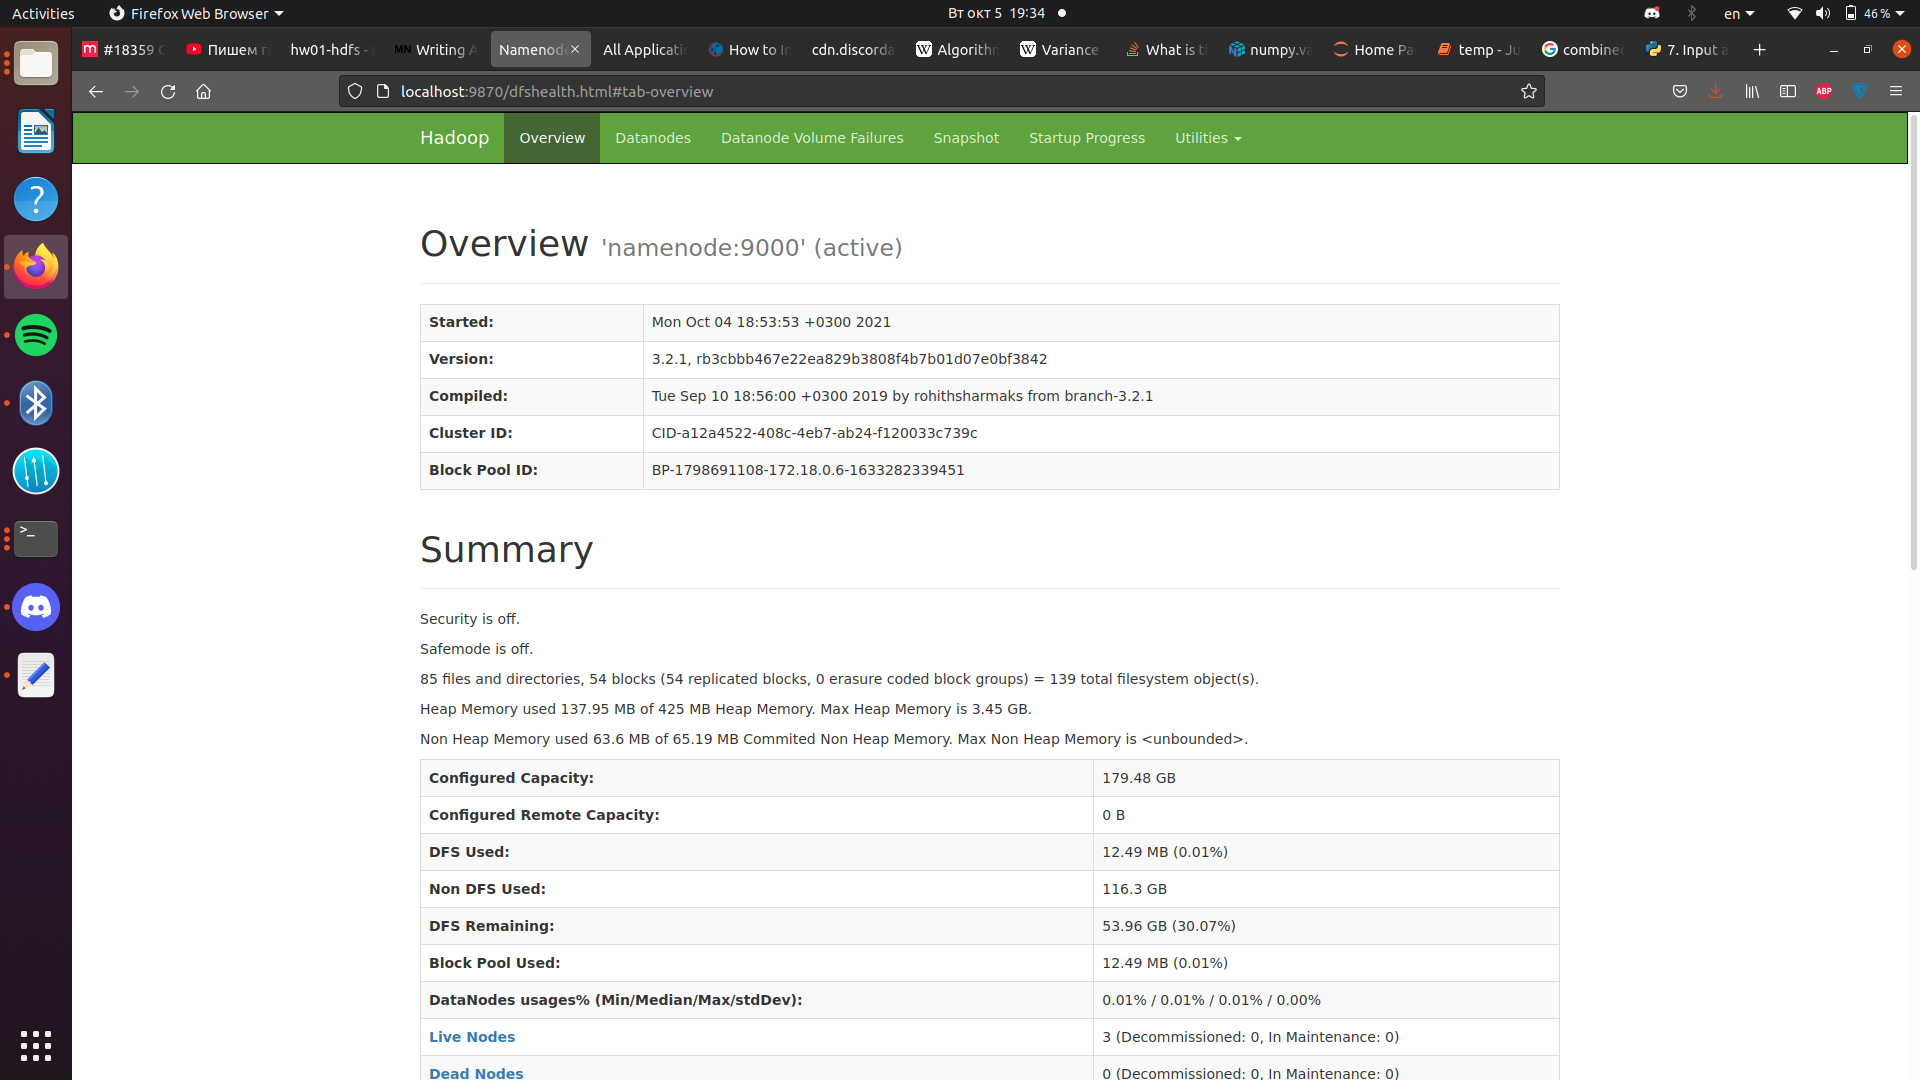 Activities Firefox Web Browser Вт окт 5 19:34 en 46 %
#18359 Пишем hw01-hdfs - Writing A Namenode All Applicati How to In cdn.discorda Algorithm Variance What is th numpy.va Home Pa temp - Ju combined 7. Input a
localhost:9870/dfshealth.html#tab-overview ABP
Hadoop Overview Datanodes Datanode Volume Failures Snapshot Startup Progress Utilities
Overview 'namenode:9000' (active)
Started: Mon Oct 04 18:53:53 +0300 2021
Version: 3.2.1, rb3cbbb467e22ea829b3808f4b7b01d07e0bf3842
Compiled: Tue Sep 10 18:56:00 +0300 2019 by rohithsharmaks from branch-3.2.1
Cluster ID: CID-a12a4522-408c-4eb7-ab24-f120033c739c
Block Pool ID: BP-1798691108-172.18.0.6-1633282339451
Summary
Security is off.
Safemode is off.
85 files and directories, 54 blocks (54 replicated blocks, 0 erasure coded block groups) = 139 total filesystem object(s).
Heap Memory used 137.95 MB of 425 MB Heap Memory. Max Heap Memory is 3.45 GB.
Non Heap Memory used 63.6 MB of 65.19 MB Commited Non Heap Memory. Max Non Heap Memory is <unbounded>.
Configured Capacity: 179.48 GB
Configured Remote Capacity: 0 B
DFS Used: 12.49 MB (0.01%)
Non DFS Used: 116.3 GB
DFS Remaining: 53.96 GB (30.07%)
Block Pool Used: 12.49 MB (0.01%)
DataNodes usages% (Min/Median/Max/stdDev): 0.01% / 0.01% / 0.01% / 0.00%
Live Nodes 3 (Decommissioned: 0, In Maintenance: 0)
Dead Nodes 0 (Decommissioned: 0, In Maintenance: 0)